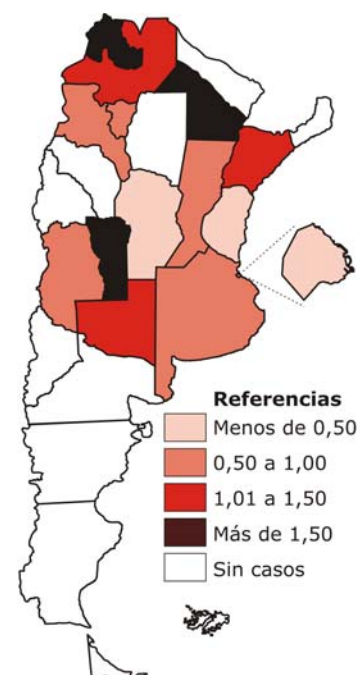 Referencias
Menos de 0,50
0,50 a 1,00
1,01 a 1,50
Más de 1,50
Sin casos